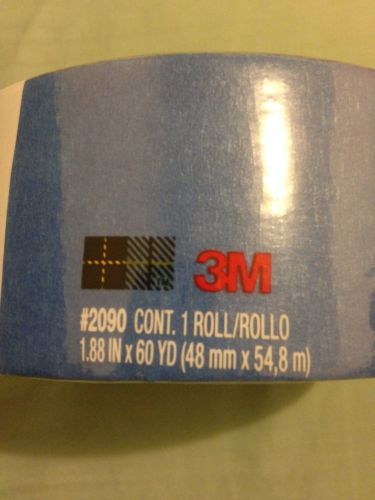 3M
#2090 CONT. 1 ROLL/ROLLO
1.88 IN x 60 YD (48 mm x 54,8 m)